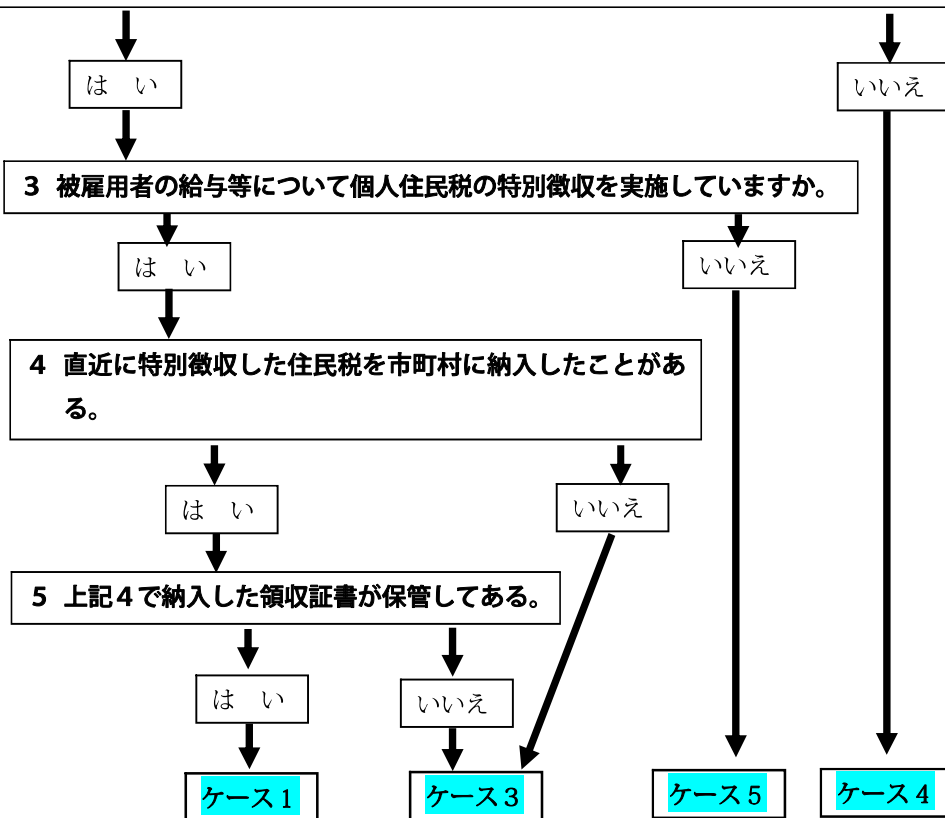 は　い
いいえ
3 被雇用者の給与等について個人住民税の特別徴収を実施していますか。
は　い
いいえ
4 直近に特別徴収した住民税を市町村に納入したことがあ
る。
は　い
いいえ
5 上記４で納入した領収証書が保管してある。
は　い
いいえ
ケース１
ケース３
ケース５
ケース４